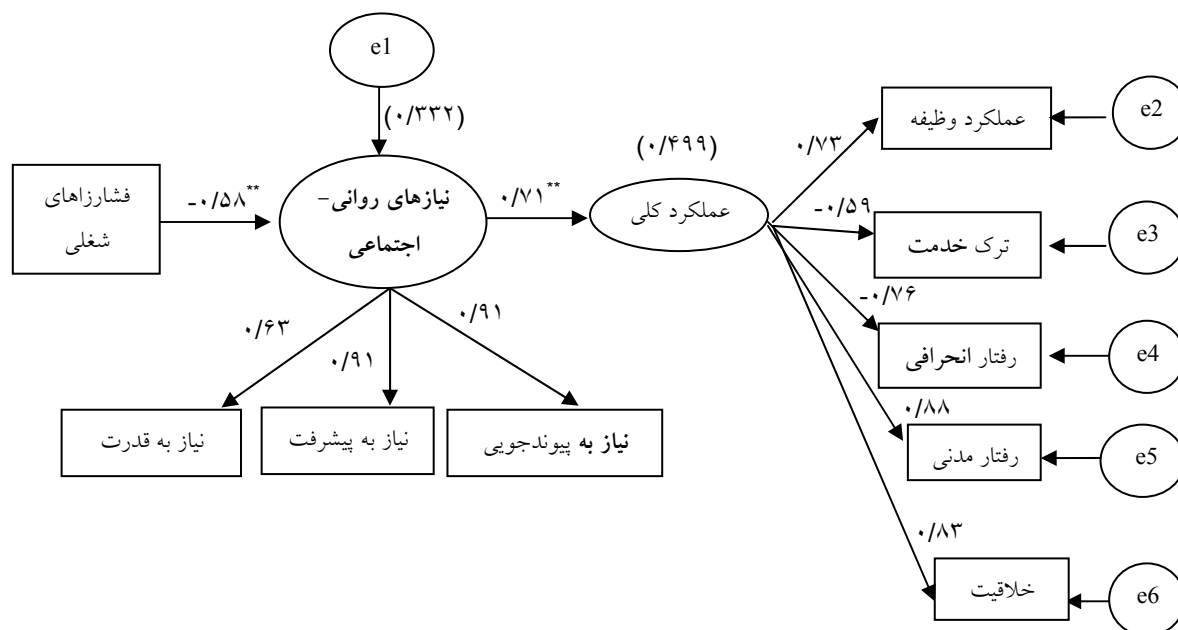 e1
(۰/۳۳۲)
فشارزاهای
شغلی
-۰/۵۸**
نیازهای روانی-
اجتماعی
۰/۷۱**
(۰/۴۹۹)
عملکرد کلی
۰/۷۳
عملکرد وظیفه
e2
-۰/۵۹
ترک خدمت
e3
-۰/۷۶
رفتار انحرافی
e4
۰/۸۸
رفتار مدنی
e5
۰/۸۳
خلاقیت
e6
۰/۶۳
۰/۹۱
۰/۹۱
نیاز به قدرت
نیاز به پیشرفت
نیاز به پیوندجویی